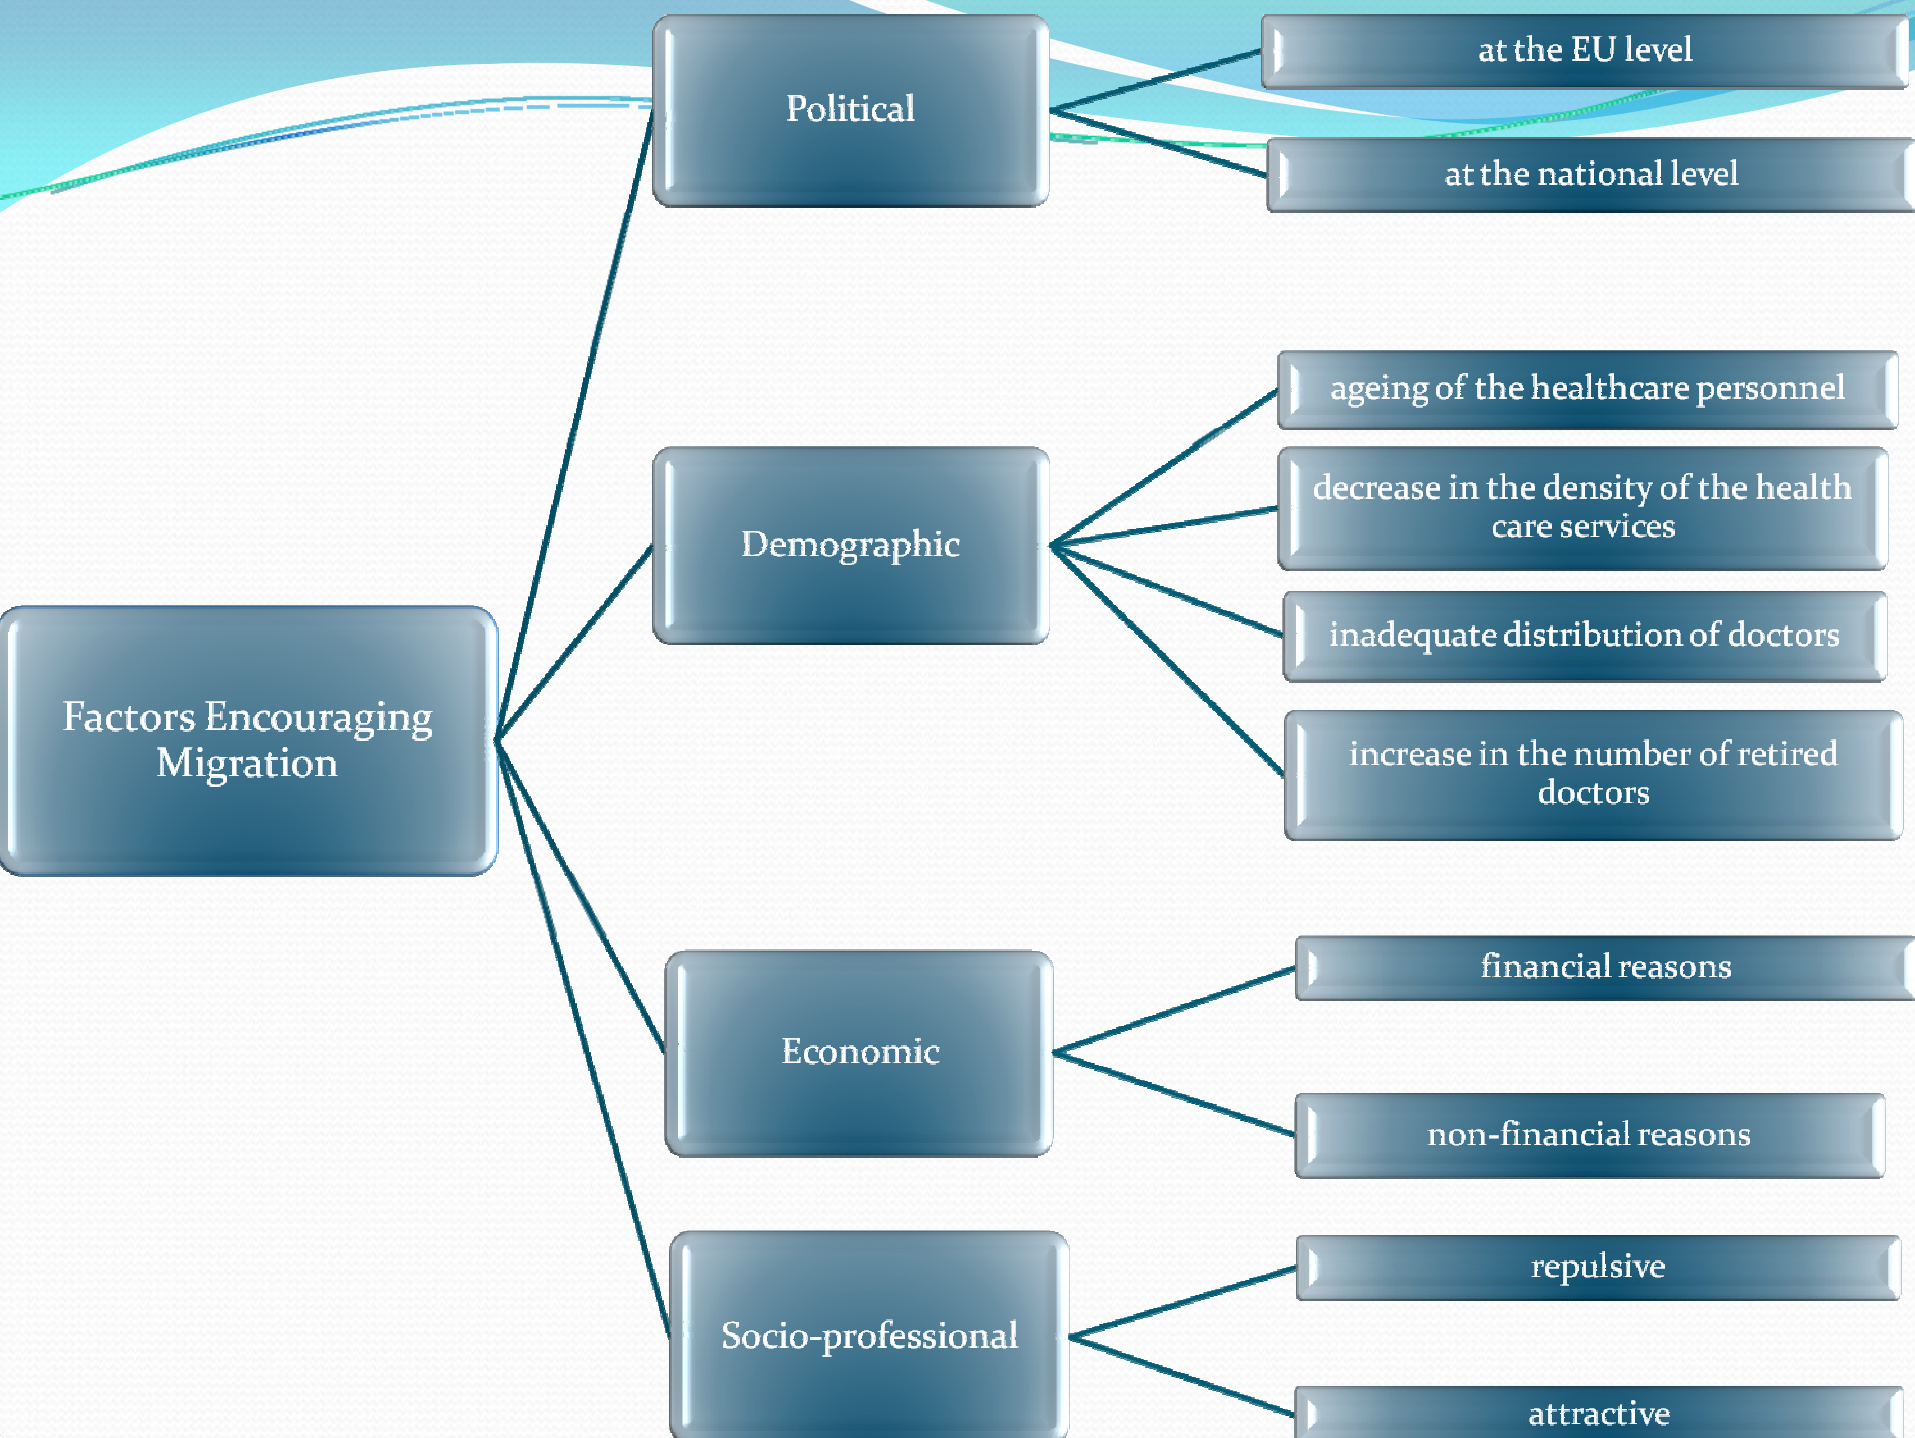 Political
at the EU level
at the national level
Demographic
ageing of the healthcare personnel
decrease in the density of the health
care services
inadequate distribution of doctors
increase in the number of retired
doctors
Factors Encouraging
Migration
Economic
financial reasons
non-financial reasons
Socio-professional
repulsive
attractive